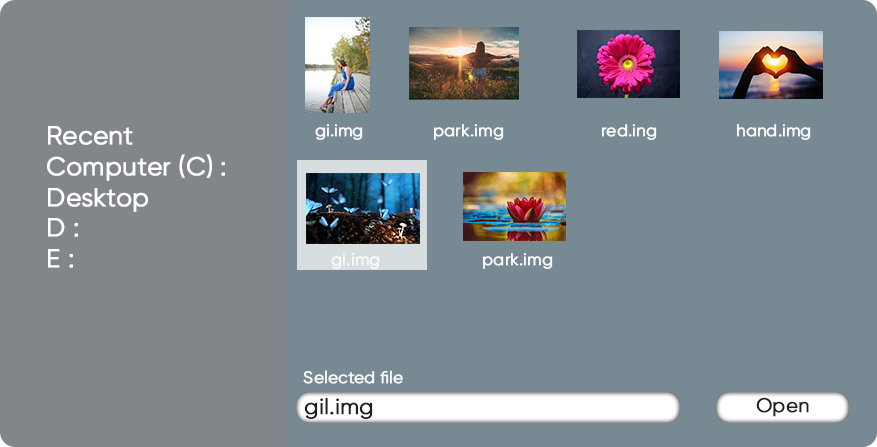 Recent
Computer (C) :
Desktop
D :
E :
gi.img
park.img
red.ing
hand.img
gi.img
park.img
Selected file
gil.img
Open